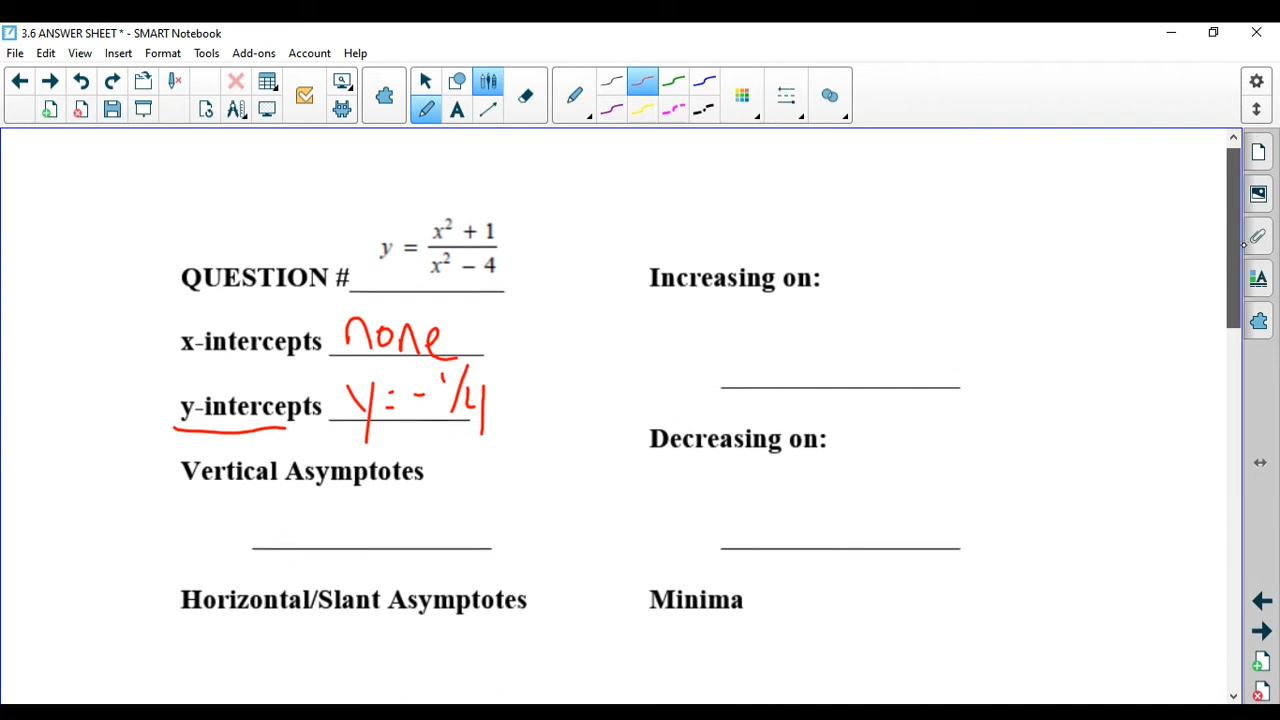 3.6 ANSWER SHEET * - SMART Notebook
File Edit View Insert Format Tools Add-ons Account Help
y = x² + 1 / x² - 4
QUESTION #
x-intercepts none
y-intercepts y = - 1/4
Vertical Asymptotes
Horizontal/Slant Asymptotes
Increasing on:
Decreasing on:
Minima